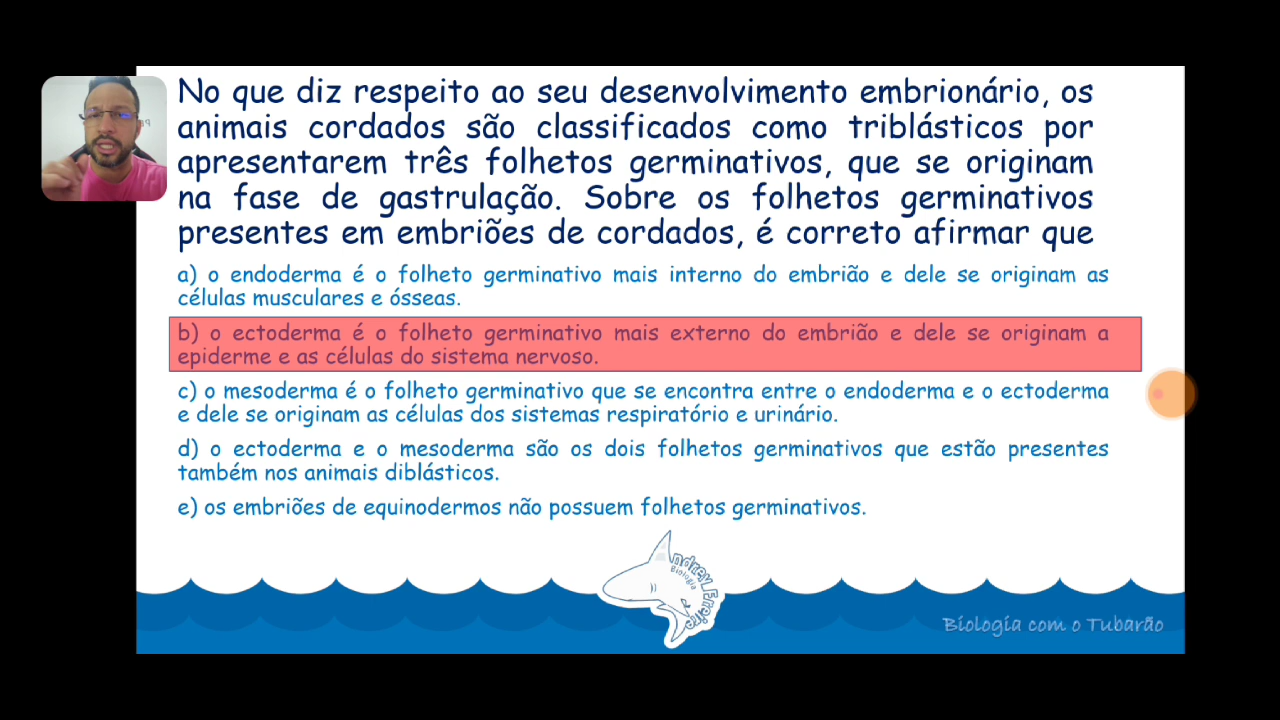 No que diz respeito ao seu desenvolvimento embrionário, os
animais cordados são classificados como triblásticos por
apresentarem três folhetos germinativos, que se originam
na fase de gastrulação. Sobre os folhetos germinativos
presentes em embriões de cordados, é correto afirmar que
a) o endoderma é o folheto germinativo mais interno do embrião e dele se originam as
células musculares e ósseas.
b) o ectoderma é o folheto germinativo mais externo do embrião e dele se originam a
epiderme e as células do sistema nervoso.
c) o mesoderma é o folheto germinativo que se encontra entre o endoderma e o ectoderma
e dele se originam as células dos sistemas respiratório e urinário.
d) o ectoderma e o mesoderma são os dois folhetos germinativos que estão presentes
também nos animais diblásticos.
e) os embriões de equinodermos não possuem folhetos germinativos.
Biologia
Biologia com o Tubarão